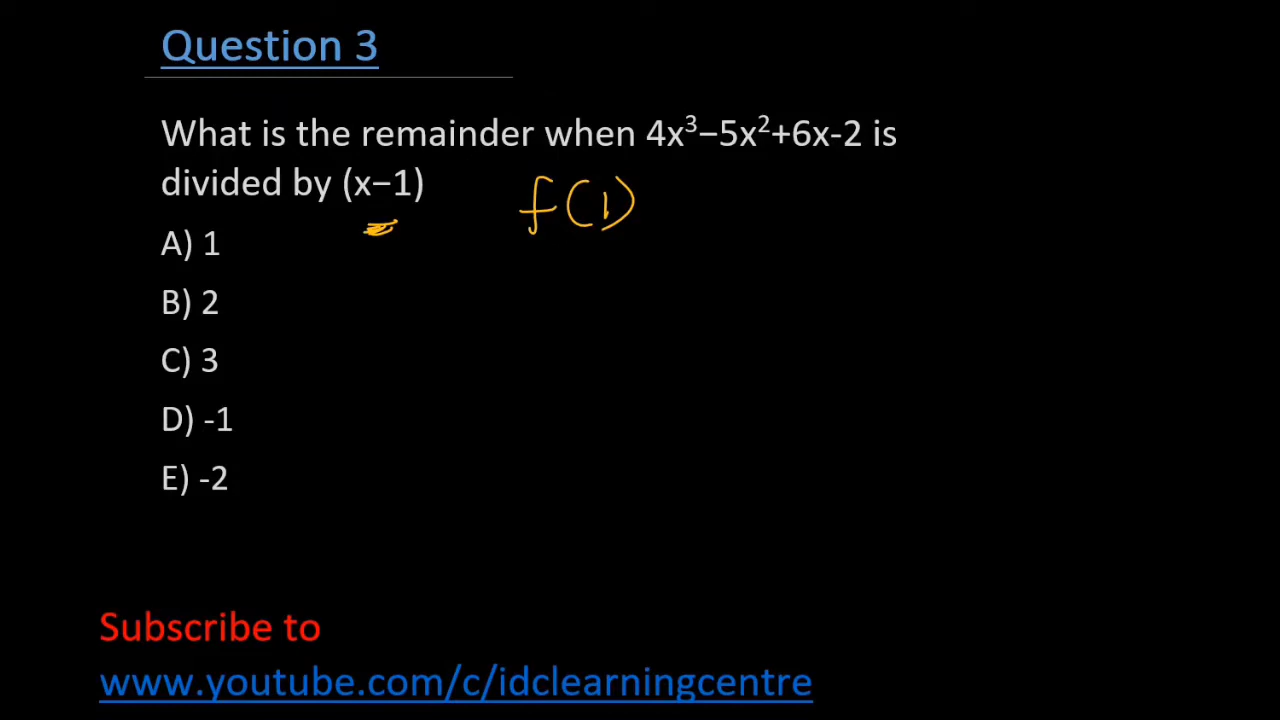 Question 3
What is the remainder when 4x³−5x²+6x-2 is
divided by (x−1)
f(1)
A) 1
B) 2
C) 3
D) -1
E) -2
Subscribe to
www.youtube.com/c/idclearningcentre